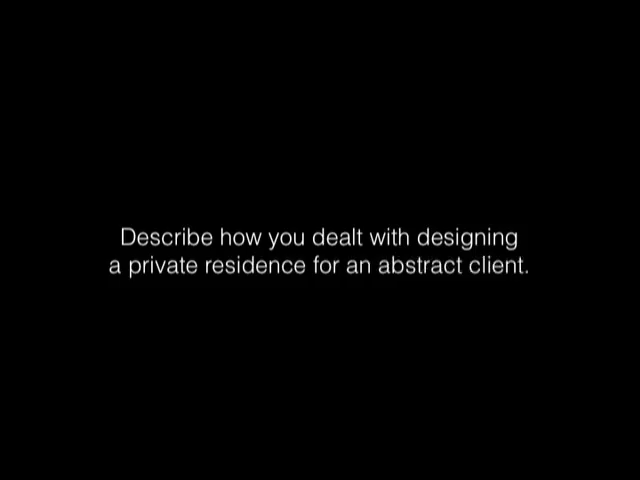 Describe how you dealt with designing
a private residence for an abstract client.